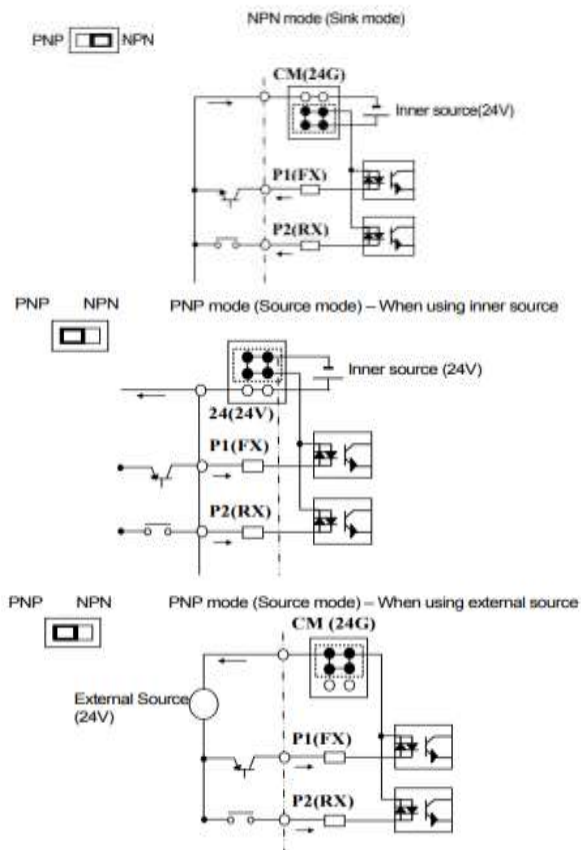 NPN mode (Sink mode)
PNP NPN
CM(24G)
Inner source(24V)
P1(FX)
P2(RX)
PNP NPN PNP mode (Source mode) – When using inner source
Inner source (24V)
24(24V)
P1(FX)
P2(RX)
PNP NPN PNP mode (Source mode) – When using external source
CM (24G)
External Source
(24V)
P1(FX)
P2(RX)